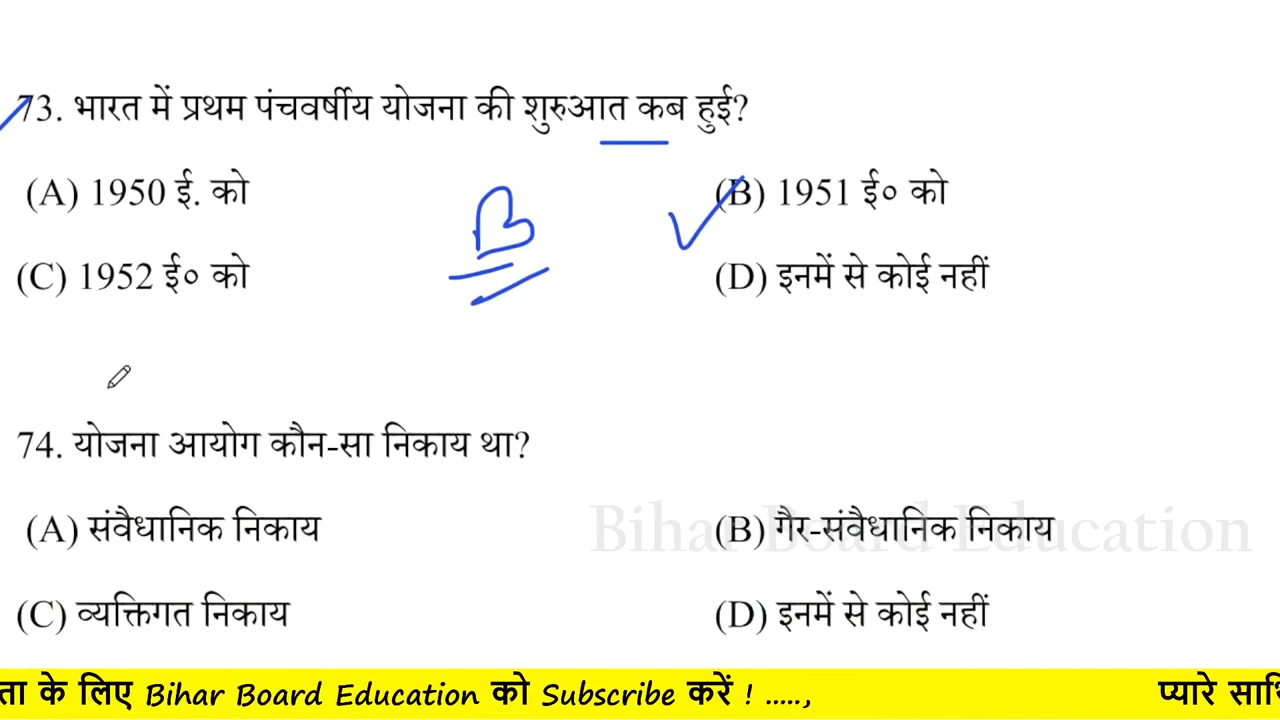 73. भारत में प्रथम पंचवर्षीय योजना की शुरुआत कब हुई?
(A) 1950 ई. को (B) 1951 ई० को
B
(C) 1952 ई० को (D) इनमें से कोई नहीं
74. योजना आयोग कौन-सा निकाय था?
Bihar Board Education
(A) संवैधानिक निकाय (B) गैर-संवैधानिक निकाय
(C) व्यक्तिगत निकाय (D) इनमें से कोई नहीं
ता के लिए Bihar Board Education को Subscribe करें ! ....., प्यारे साथि